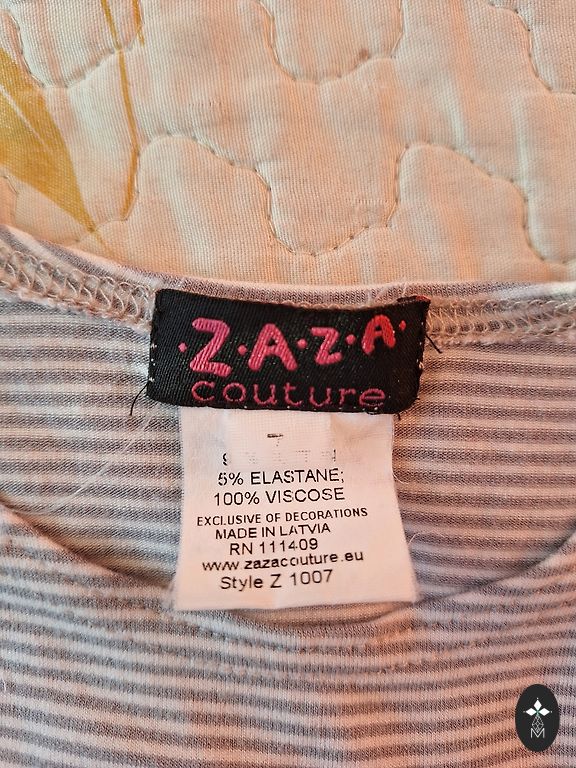 ·Z·A·Z·A·
couture
5% ELASTANE;
100% VISCOSE
EXCLUSIVE OF DECORATIONS
MADE IN LATVIA
RN 111409
www.zazacouture.eu
Style Z 1007
M